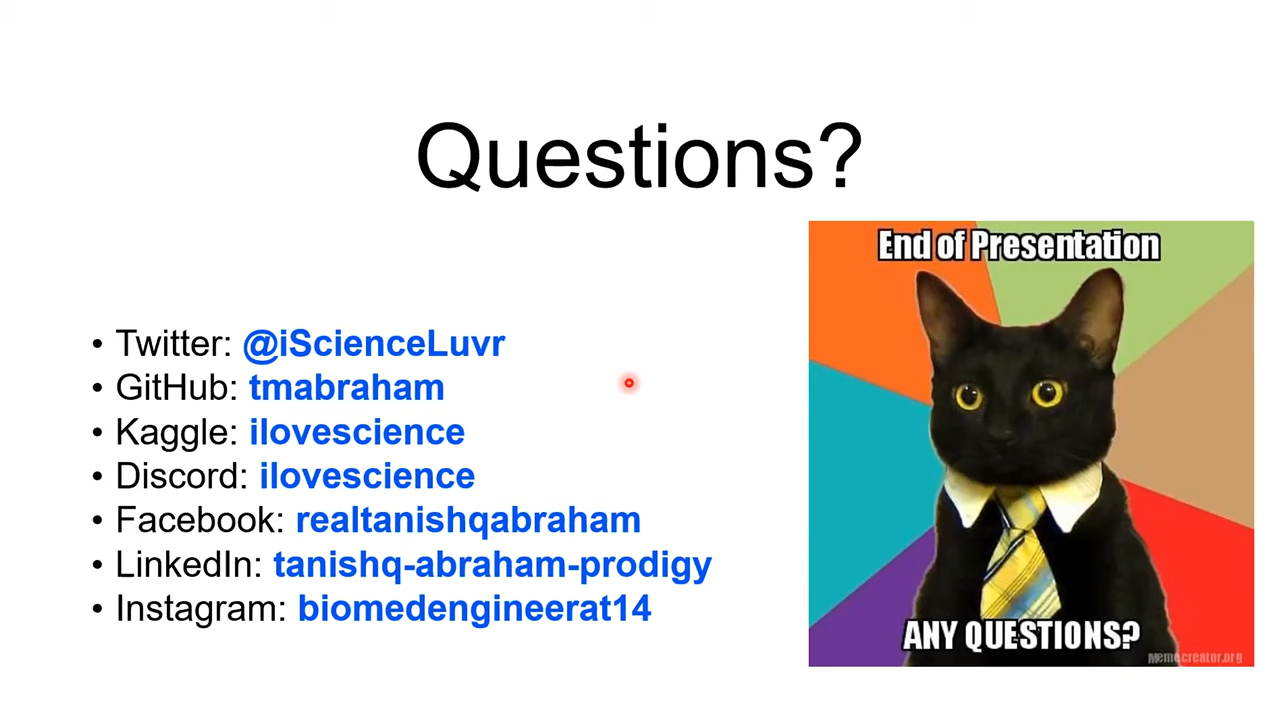 Questions?
• Twitter: @iScienceLuvr
• GitHub: tmabraham
• Kaggle: ilovescience
• Discord: ilovescience
• Facebook: realtanishqabraham
• LinkedIn: tanishq-abraham-prodigy
• Instagram: biomedengineerat14
End of Presentation
ANY QUESTIONS?
Memecreator.org